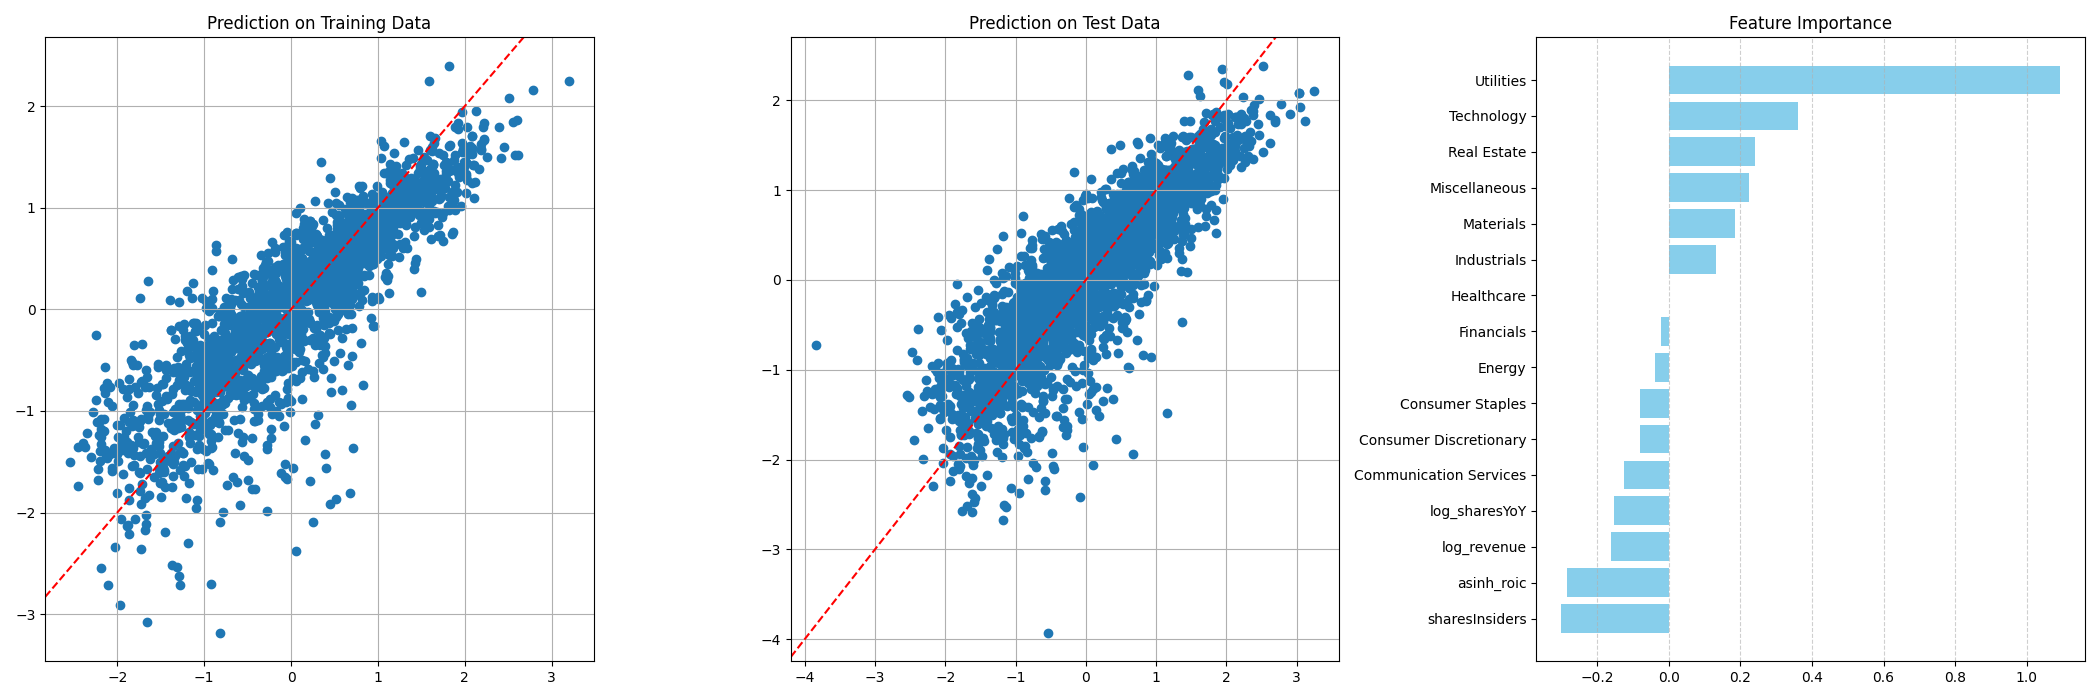 Prediction on Training Data
2
1
0
−1
−2
−3
−2 −1 0 1 2 3
Prediction on Test Data
2
1
0
−1
−2
−3
−4
−4 −3 −2 −1 0 1 2 3
Feature Importance
Utilities
Technology
Real Estate
Miscellaneous
Materials
Industrials
Healthcare
Financials
Energy
Consumer Staples
Consumer Discretionary
Communication Services
log_sharesYoY
log_revenue
asinh_roic
sharesInsiders
−0.2 0.0 0.2 0.4 0.6 0.8 1.0